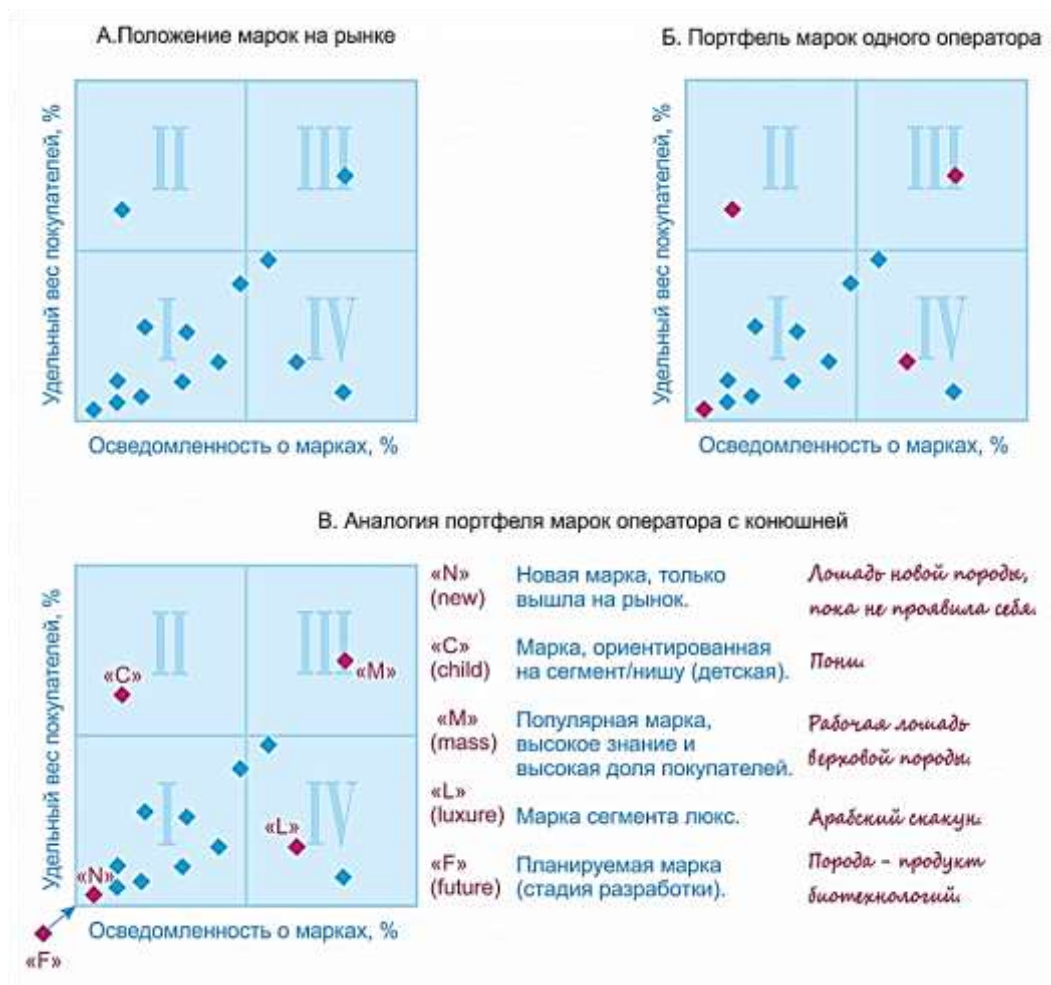 А.Положение марок на рынке
Удельный вес покупателей, %
II
III
I
IV
Осведомленность о марках, %
Б. Портфель марок одного оператора
Удельный вес покупателей, %
II
III
I
IV
Осведомленность о марках, %
В. Аналогия портфеля марок оператора с конюшней
Удельный вес покупателей, %
II
III
«C»
«M»
I
IV
«L»
«N»
«F»
Осведомленность о марках, %
«N»
(new)
Новая марка, только
вышла на рынок.
Лошадь новой породы,
пока не проявила себя.
«C»
(child)
Марка, ориентированная
на сегмент/нишу (детская).
Пони.
«M»
(mass)
Популярная марка,
высокое знание и
высокая доля покупателей.
Рабочая лошадь
верховой породы.
«L»
(luxure)
Марка сегмента люкс.
Арабский скакун.
«F»
(future)
Планируемая марка
(стадия разработки).
Порода - продукт
биотехнологий.